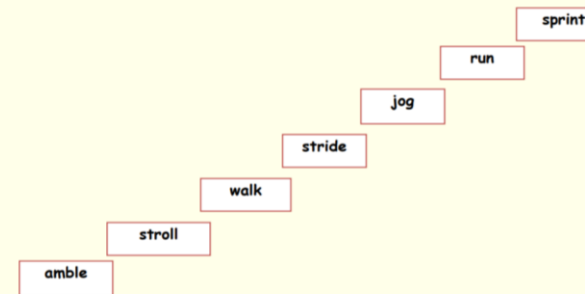 sprint
run
jog
stride
walk
stroll
amble